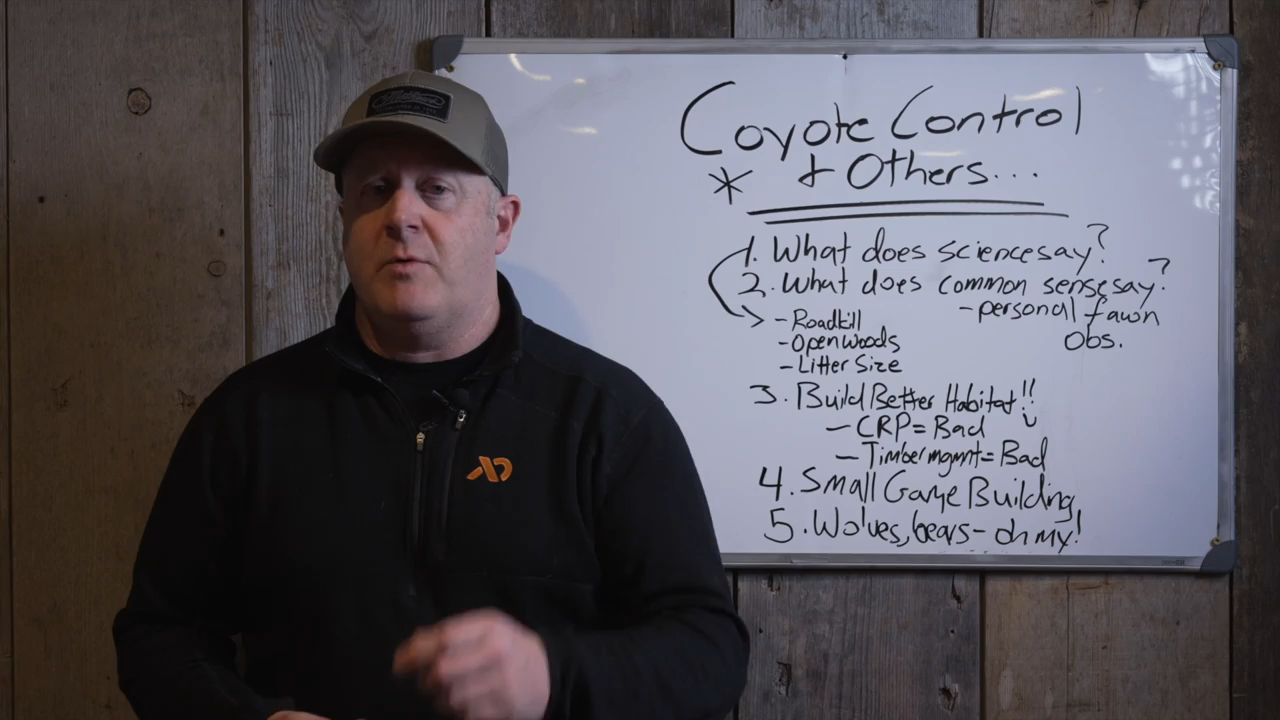 Coyote Control
* + Others...
1. What does science say?
2. What does common sense say?
- personal fawn
obs.
- Roadkill
- Open woods
- Litter Size
3. Build Better Habitat!!
- CRP = Bad
- Timber mgmt = Bad
4. Small Game Building
5. Wolves, bears - oh my!